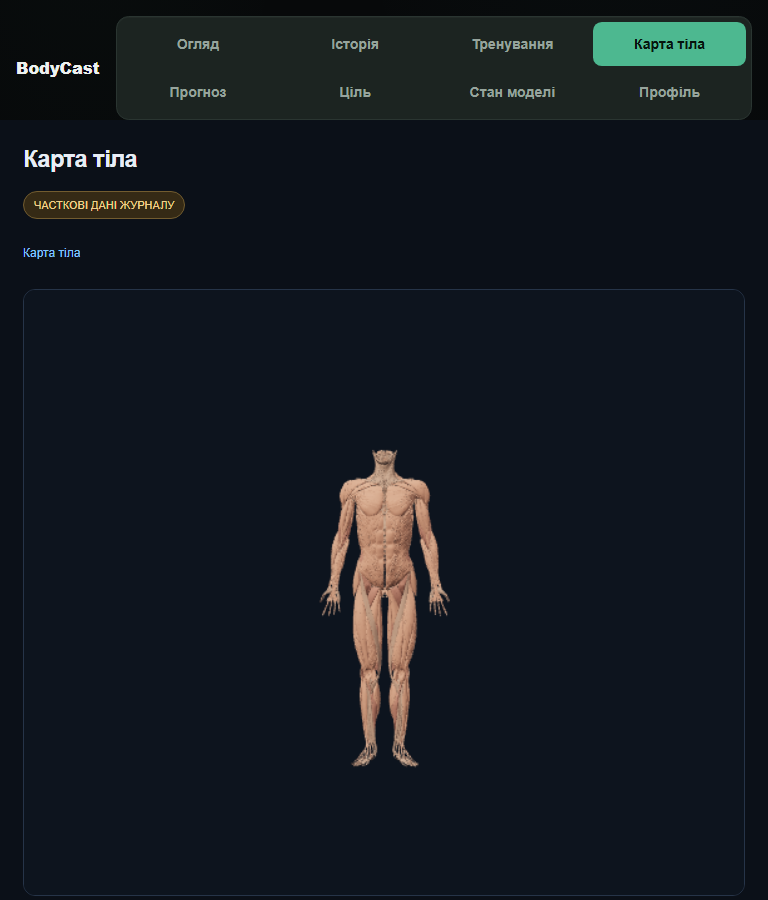 BodyCast
Огляд
Історія
Тренування
Карта тіла
Прогноз
Ціль
Стан моделі
Профіль
Карта тіла
ЧАСТКОВІ ДАНІ ЖУРНАЛУ
Карта тіла